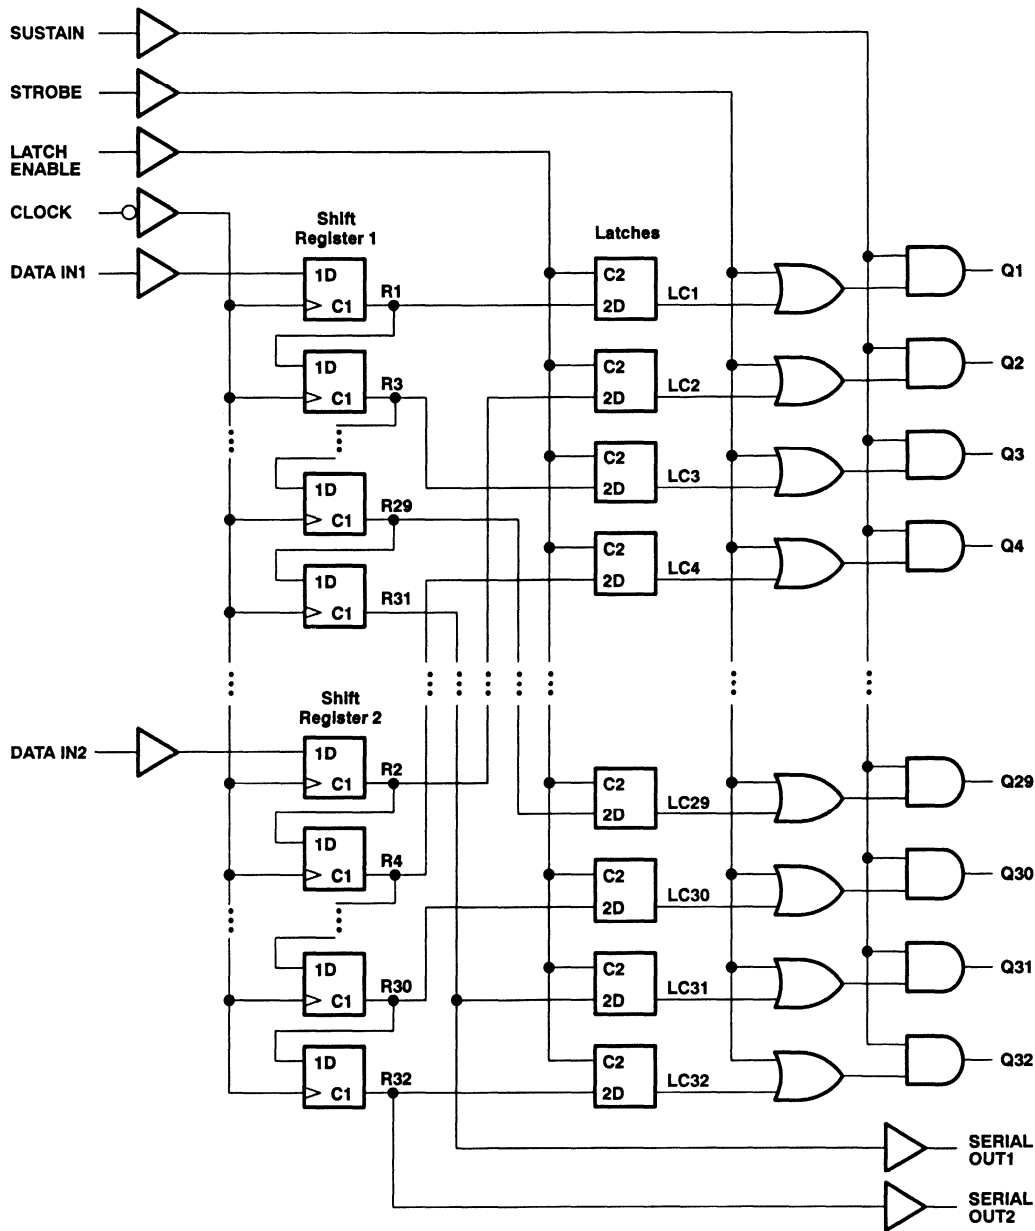 SUSTAIN
STROBE
LATCH
ENABLE
CLOCK
DATA IN1
Shift
Register 1
Latches
1D
C1
R1
C2
2D
LC1
Q1
1D
C1
R3
C2
2D
LC2
Q2
1D
C1
R29
C2
2D
LC3
Q3
1D
C1
R31
C2
2D
LC4
Q4
Shift
Register 2
DATA IN2
1D
C1
R2
C2
2D
LC29
Q29
1D
C1
R4
C2
2D
LC30
Q30
1D
C1
R30
C2
2D
LC31
Q31
1D
C1
R32
C2
2D
LC32
Q32
SERIAL
OUT1
SERIAL
OUT2